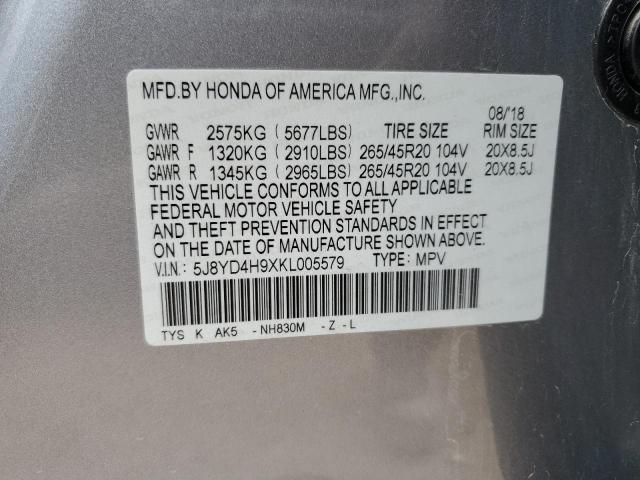 MFD.BY HONDA OF AMERICA MFG.,INC.
08/'18
GVWR 2575KG ( 5677LBS) TIRE SIZE RIM SIZE
GAWR F 1320KG ( 2910LBS) 265/45R20 104V 20X8.5J
GAWR R 1345KG ( 2965LBS) 265/45R20 104V 20X8.5J
THIS VEHICLE CONFORMS TO ALL APPLICABLE
FEDERAL MOTOR VEHICLE SAFETY
AND THEFT PREVENTION STANDARDS IN EFFECT
ON THE DATE OF MANUFACTURE SHOWN ABOVE.
V.I.N.: 5J8YD4H9XKL005579 TYPE: MPV
TYS K AK5 -NH830M -Z -L
HONDA